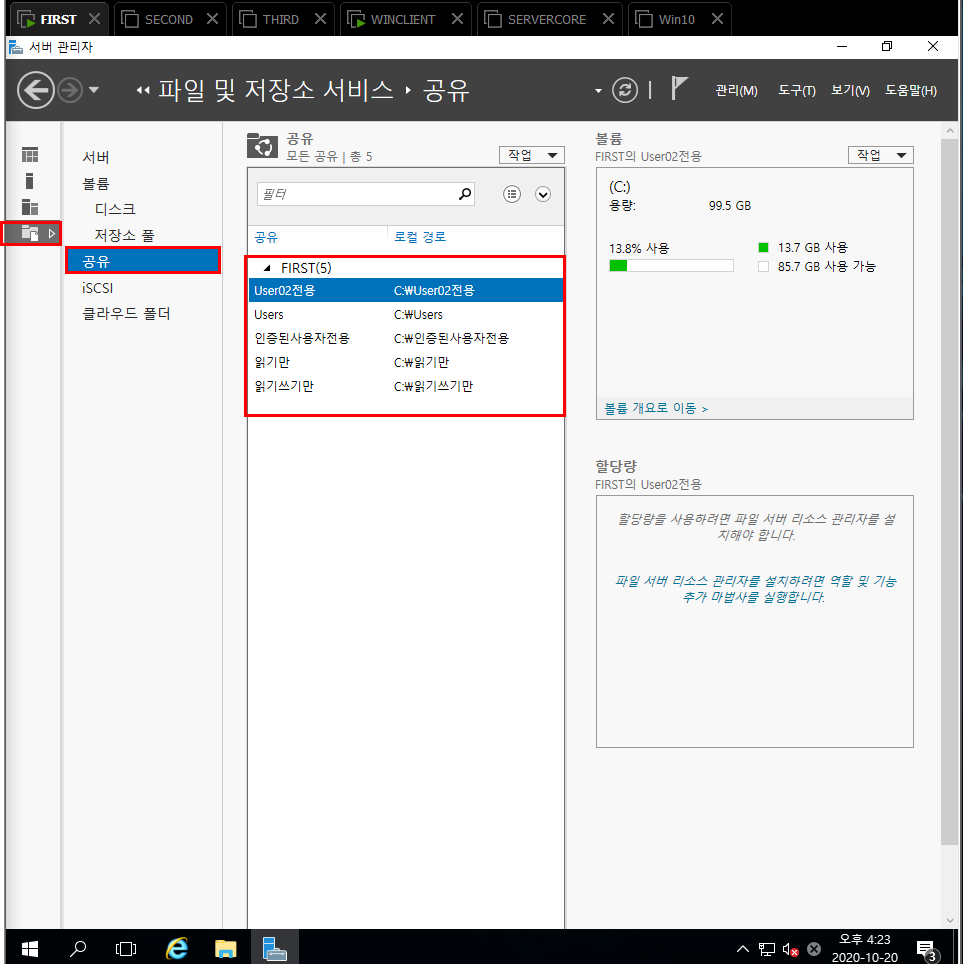 FIRST SECOND THIRD WINCLIENT SERVERCORE Win10
서버 관리자
파일 및 저장소 서비스 공유
관리(M) 도구(T) 보기(V) 도움말(H)
서버
볼륨
디스크
저장소 풀
공유
iSCSI
클라우드 폴더
공유
모든 공유 | 총 5
작업
필터
공유 로컬 경로
FIRST(5)
User02전용 C:₩User02전용
Users C:₩Users
인증된사용자전용 C:₩인증된사용자전용
읽기만 C:₩읽기만
읽기쓰기만 C:₩읽기쓰기만
볼륨
FIRST의 User02전용
작업
(C:)
용량: 99.5 GB
13.8% 사용
13.7 GB 사용
85.7 GB 사용 가능
볼륨 개요로 이동 >
할당량
FIRST의 User02전용
할당량을 사용하려면 파일 서버 리소스 관리자를 설
치해야 합니다.
파일 서버 리소스 관리자를 설치하려면 역할 및 기능
추가 마법사를 실행합니다.
오후 4:23
2020-10-20
3